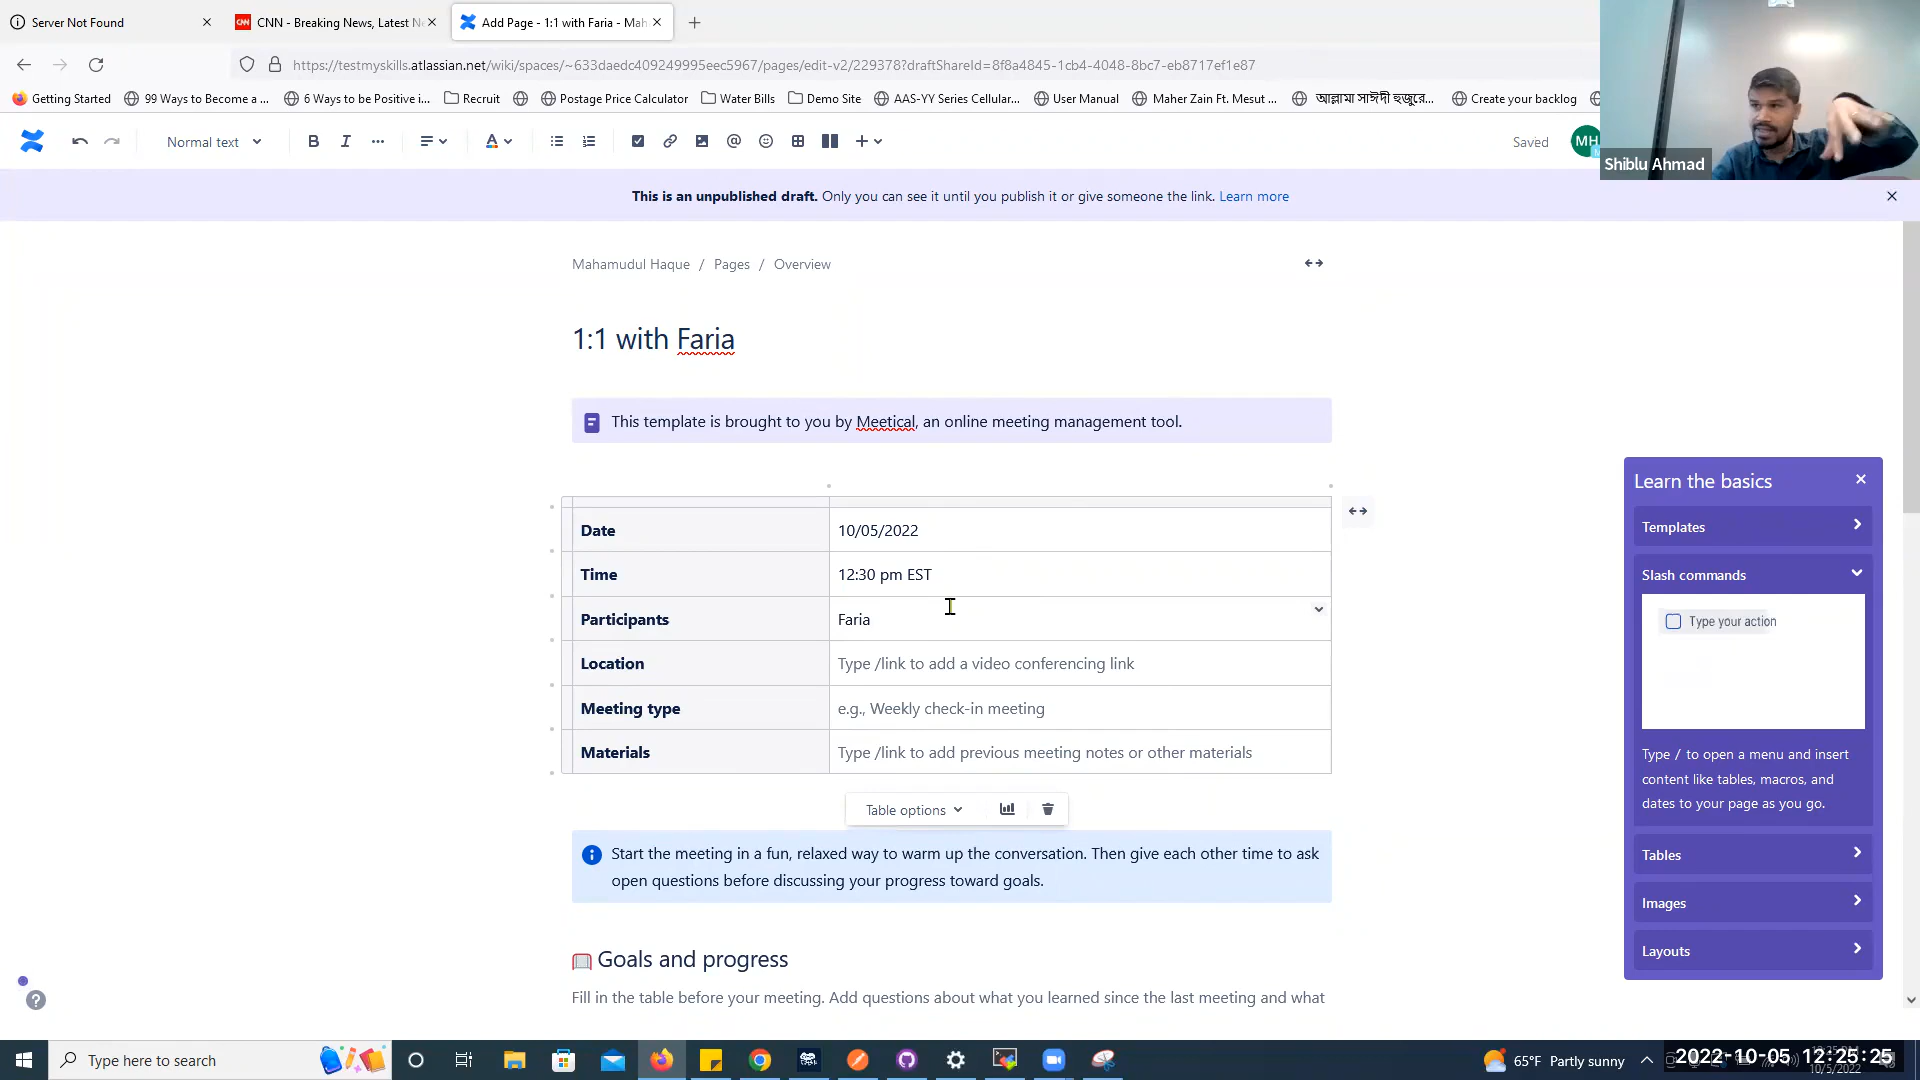 Server Not Found
CNN - Breaking News, Latest N
Add Page - 1:1 with Faria - Mah
https://testmyskills.atlassian.net/wiki/spaces/~633daedc409249995eec5967/pages/edit-v2/229378?draftShareId=8f8a4845-1cb4-4048-8bc7-eb8717ef1e87
Getting Started
99 Ways to Become a ...
6 Ways to be Positive i...
Recruit
Postage Price Calculator
Water Bills
Demo Site
AAS-YY Series Cellular...
User Manual
Maher Zain Ft. Mesut ...
আল্লামা সাঈদী হুজুরে...
Create your backlog
Normal text
B
I
A
Saved
MH
Shiblu Ahmad
This is an unpublished draft. Only you can see it until you publish it or give someone the link. Learn more
Mahamudul Haque / Pages / Overview
1:1 with Faria
This template is brought to you by Meetical, an online meeting management tool.
Date 10/05/2022
Time 12:30 pm EST
Participants Faria
Location Type /link to add a video conferencing link
Meeting type e.g., Weekly check-in meeting
Materials Type /link to add previous meeting notes or other materials
Table options
Start the meeting in a fun, relaxed way to warm up the conversation. Then give each other time to ask
open questions before discussing your progress toward goals.
Goals and progress
Fill in the table before your meeting. Add questions about what you learned since the last meeting and what
Learn the basics
Templates
Slash commands
Type your action
Type / to open a menu and insert
content like tables, macros, and
dates to your page as you go.
Tables
Images
Layouts
Type here to search
65°F Partly sunny
2022-10-05 12:25:25
10/5/2022